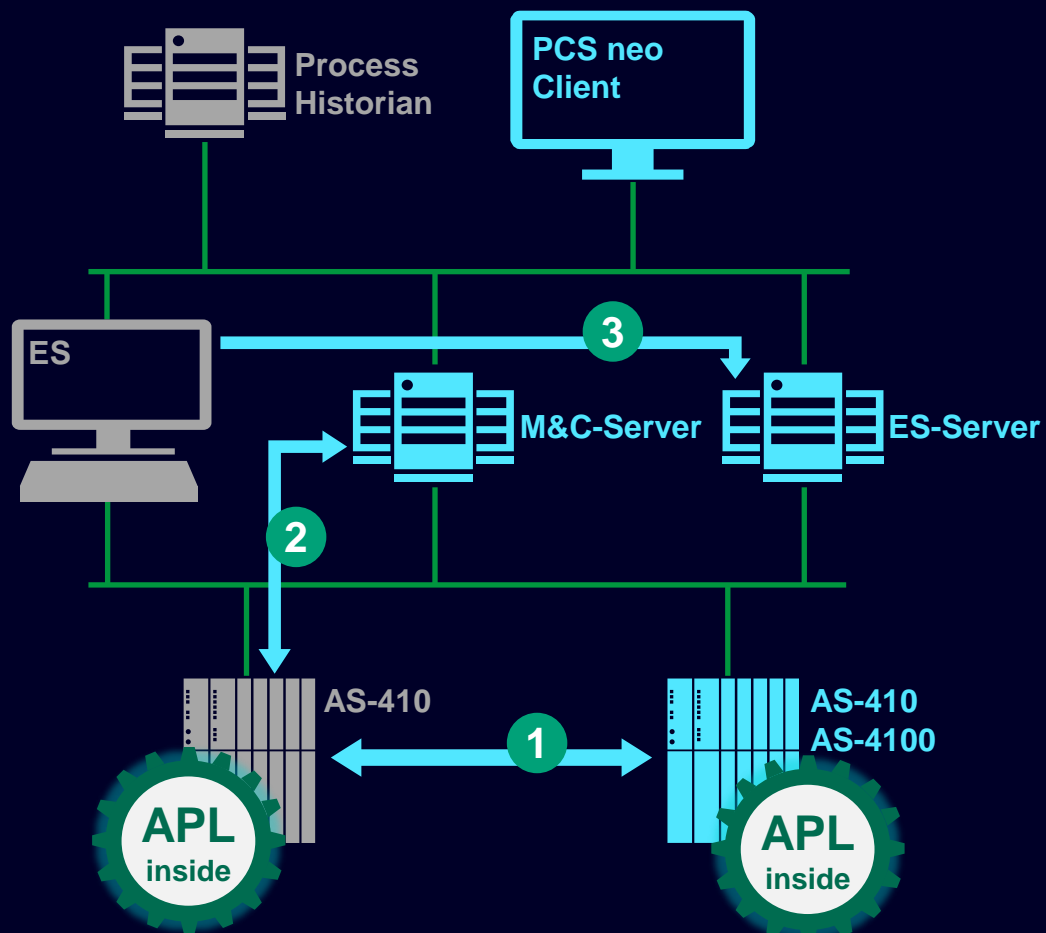 Process
Historian
PCS neo
Client
ES
3
M&C-Server
ES-Server
2
AS-410
1
AS-410
AS-4100
APL
inside
APL
inside